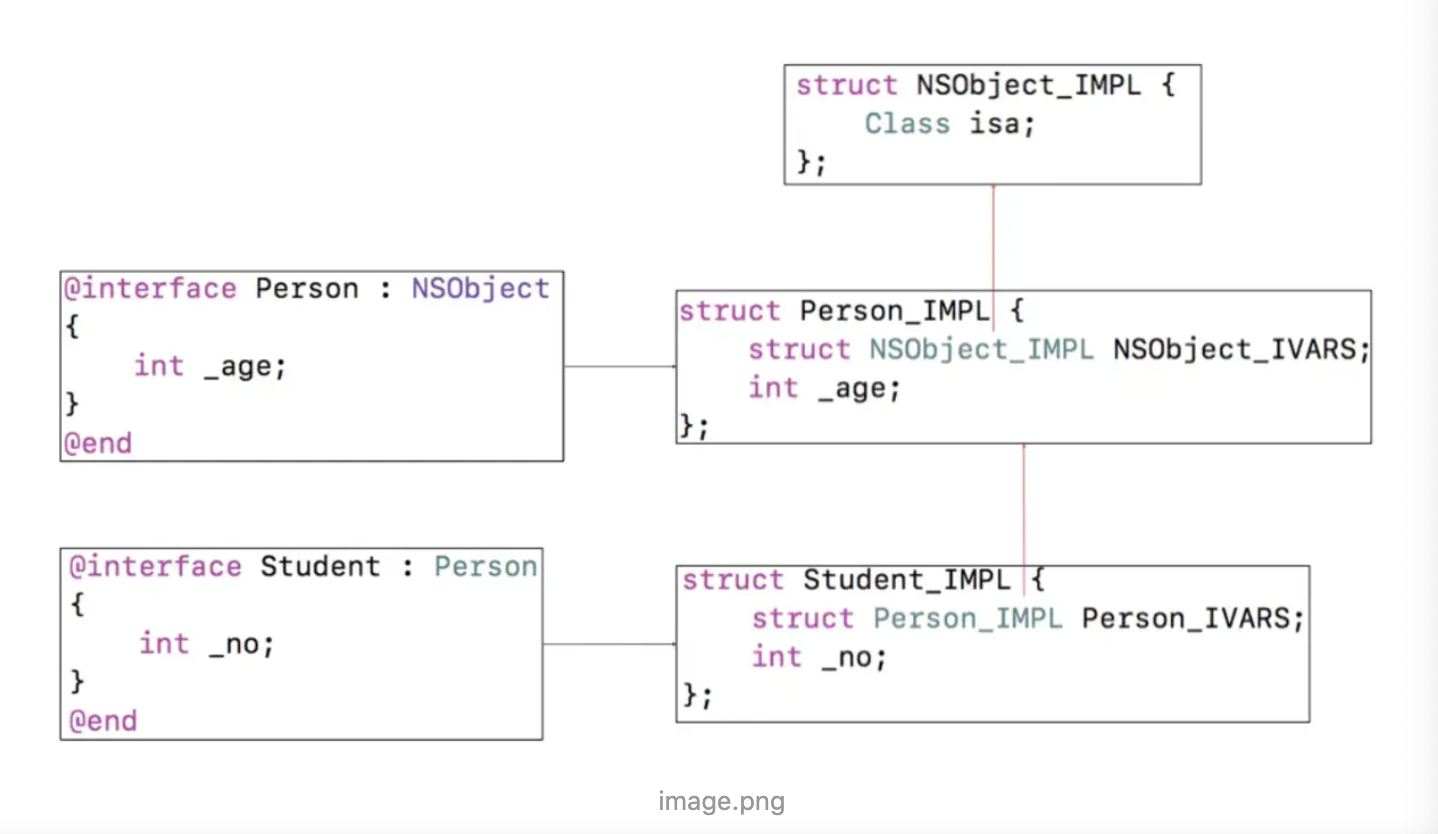 struct NSObject_IMPL {
Class isa;
};
@interface Person : NSObject
{
int _age;
}
@end
struct Person_IMPL {
struct NSObject_IMPL NSObject_IVARS;
int _age;
};
@interface Student : Person
{
int _no;
}
@end
struct Student_IMPL {
struct Person_IMPL Person_IVARS;
int _no;
};
image.png